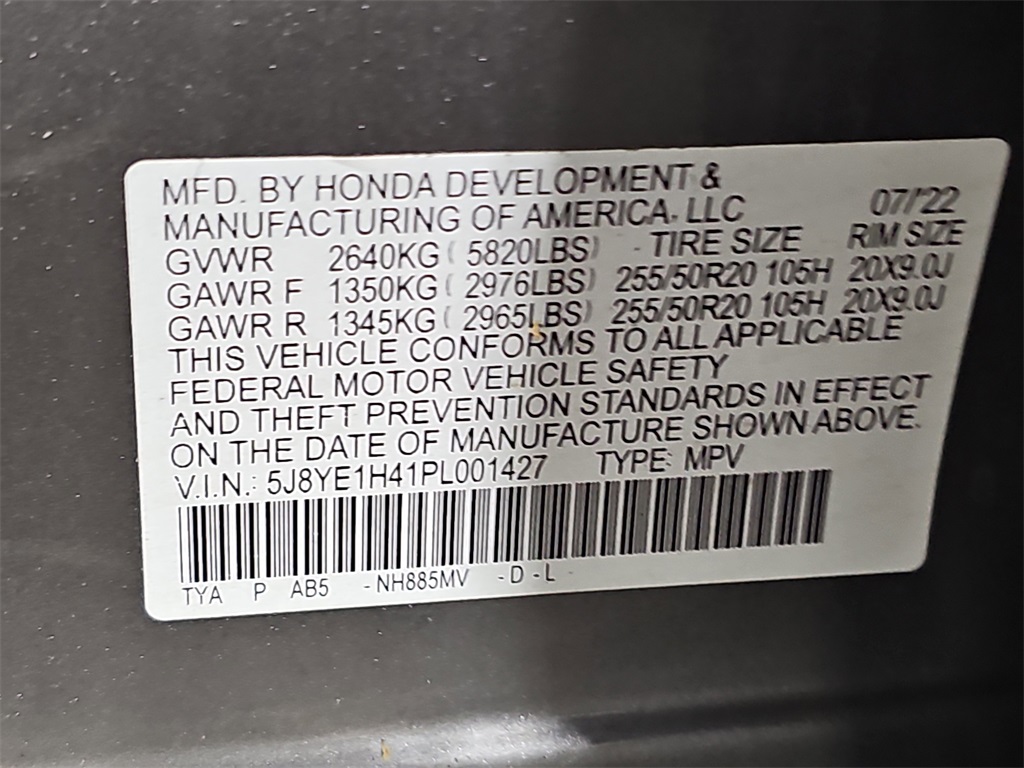 MFD. BY HONDA DEVELOPMENT &
MANUFACTURING OF AMERICA, LLC 07/'22
GVWR 2640KG ( 5820LBS) - TIRE SIZE RIM SIZE
GAWR F 1350KG ( 2976LBS) 255/50R20 105H 20X9.0J
GAWR R 1345KG ( 2965LBS) 255/50R20 105H 20X9.0J
THIS VEHICLE CONFORMS TO ALL APPLICABLE
FEDERAL MOTOR VEHICLE SAFETY
AND THEFT PREVENTION STANDARDS IN EFFECT
ON THE DATE OF MANUFACTURE SHOWN ABOVE.
V.I.N.: 5J8YE1H41PL001427 TYPE: MPV
TYA P AB5 -NH885MV -D-L-